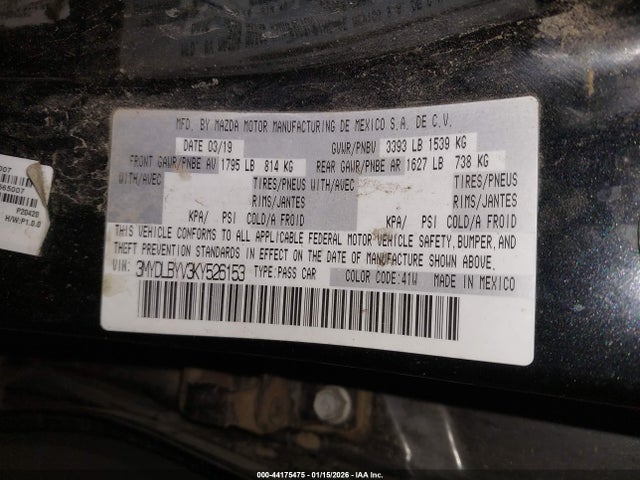 MFD. BY MAZDA MOTOR MANUFACTURING DE MEXICO S.A. DE C.V.
DATE 03/19 GVWR/PNBV 3393 LB 1539 KG
FRONT GAWR/PNBE AV 1795 LB 814 KG REAR GAWR/PNBE AR 1627 LB 738 KG
WITH/AVEC TIRES/PNEUS WITH/AVEC TIRES/PNEUS
RIMS/JANTES RIMS/JANTES
KPA/ PSI COLD/A FROID KPA/ PSI COLD/A FROID
THIS VEHICLE CONFORMS TO ALL APPLICABLE FEDERAL MOTOR VEHICLE SAFETY, BUMPER, AND
THEFT PREVENTION STANDARDS IN EFFECT ON THE DATE OF MANUFACTURE SHOWN ABOVE.
VIN: 3MYDLBYV3KY526153 TYPE:PASS CAR COLOR CODE:41W MADE IN MEXICO
P20420
H/W:P1.0.0
000-44175475 - 01/15/2026 - IAA Inc.